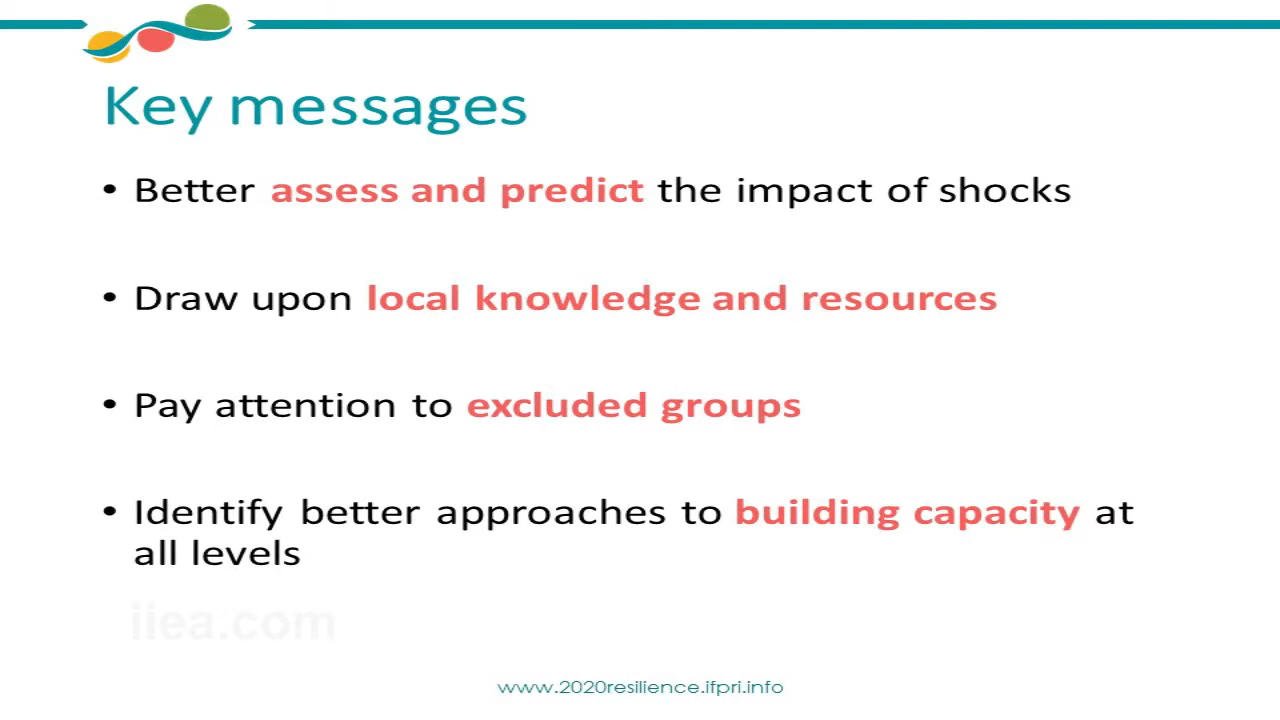 Key messages
• Better assess and predict the impact of shocks
• Draw upon local knowledge and resources
• Pay attention to excluded groups
• Identify better approaches to building capacity at
all levels
iiea.com
www.2020resilience.ifpri.info